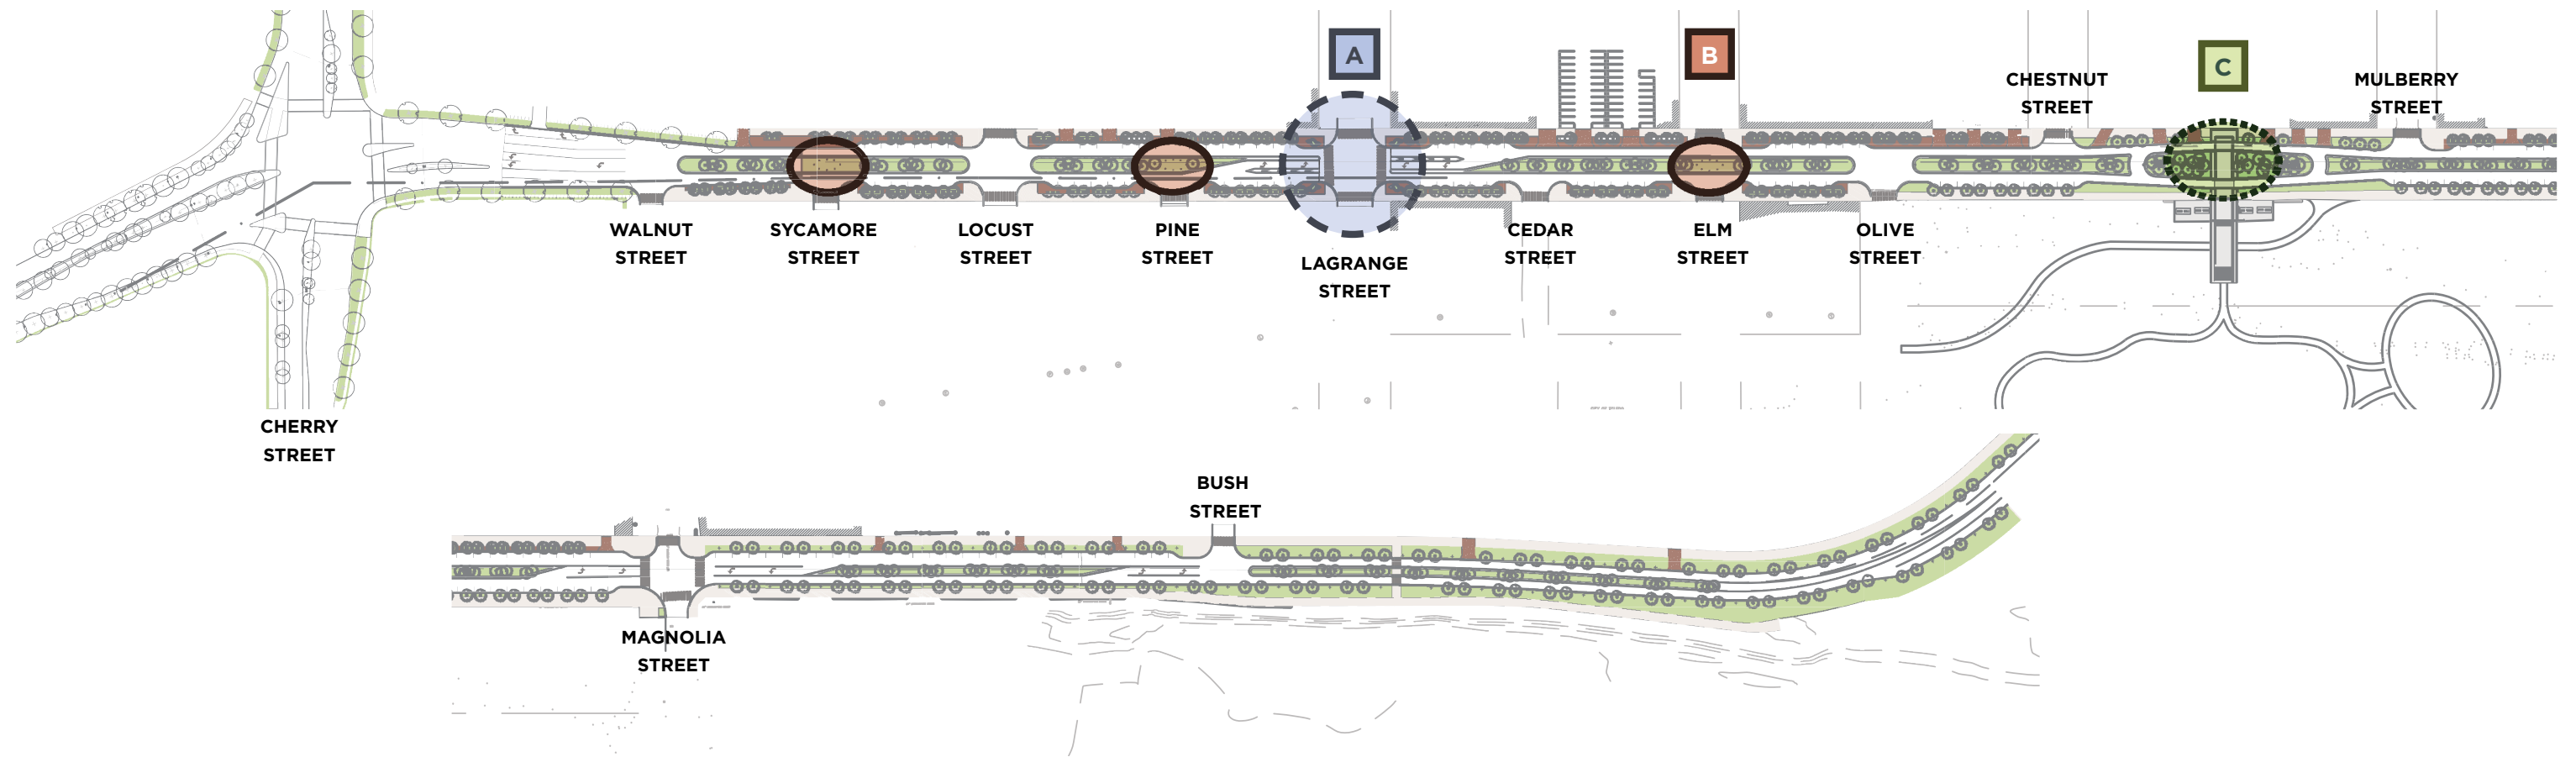 A
B
C
CHESTNUT
STREET
MULBERRY
STREET
WALNUT
STREET
SYCAMORE
STREET
LOCUST
STREET
PINE
STREET
LAGRANGE
STREET
CEDAR
STREET
ELM
STREET
OLIVE
STREET
CHERRY
STREET
BUSH
STREET
MAGNOLIA
STREET